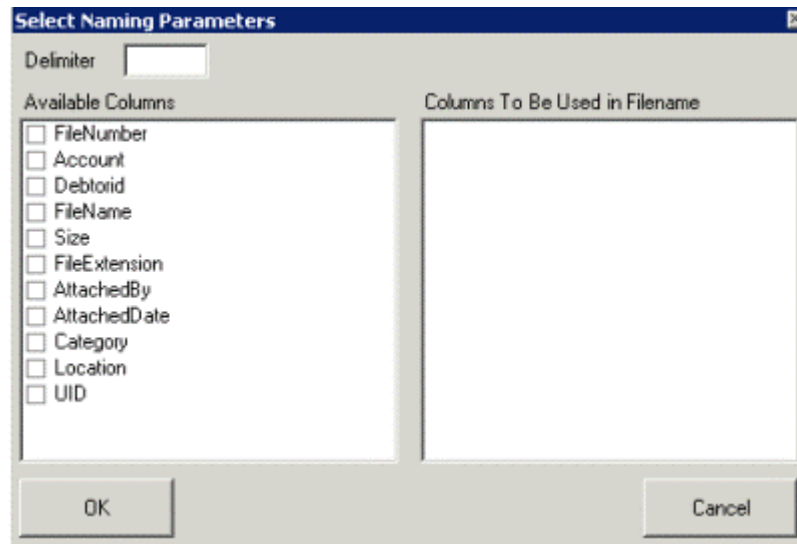 Select Naming Parameters
Delimiter
Available Columns
Columns To Be Used in Filename
FileNumber
Account
Debtorid
FileName
Size
FileExtension
AttachedBy
AttachedDate
Category
Location
UID
OK
Cancel